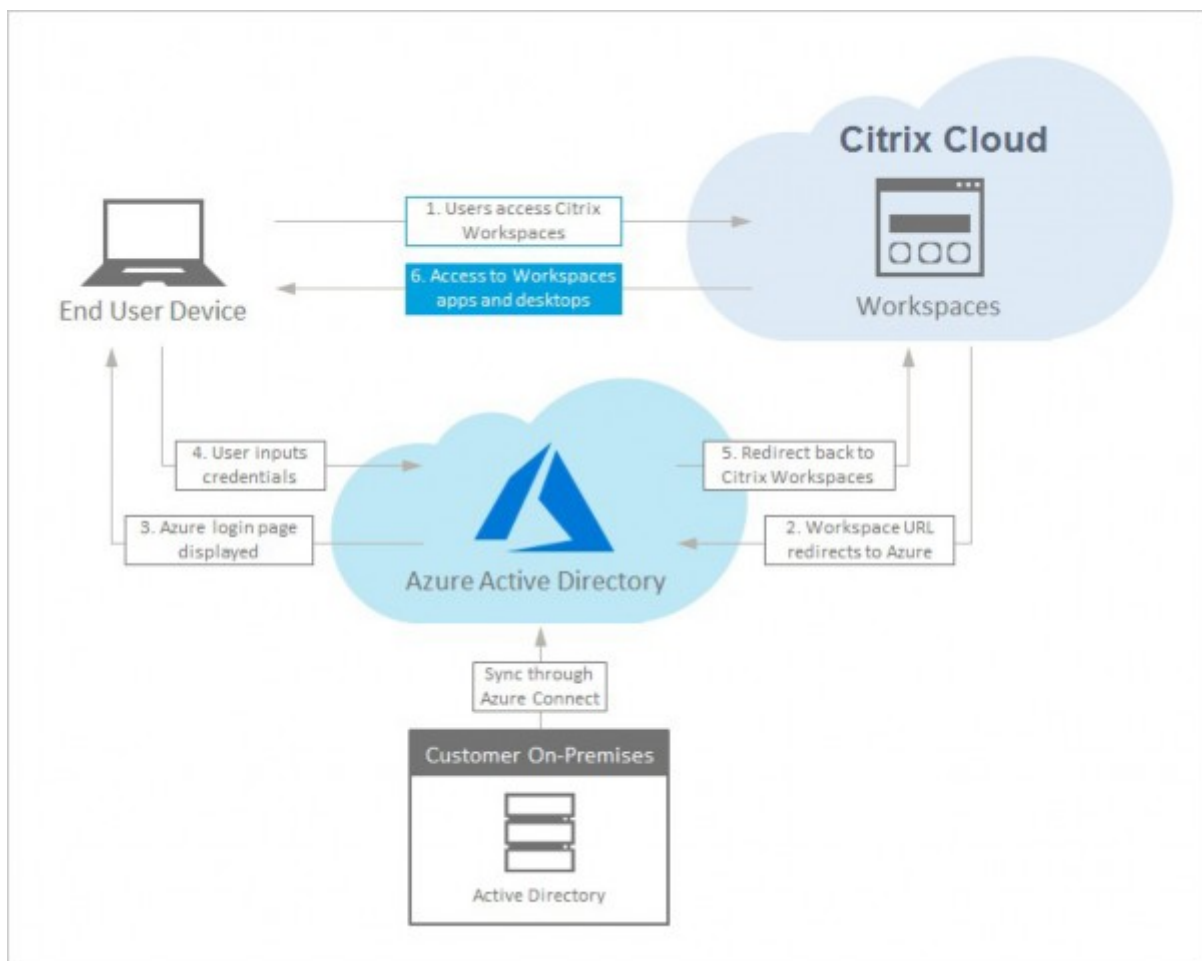 Citrix Cloud
1. Users access Citrix
Workspaces
6. Access to Workspaces
apps and desktops
End User Device
Workspaces
4. User inputs
credentials
5. Redirect back to
Citrix Workspaces
3. Azure login page
displayed
2. Workspace URL
redirects to Azure
Azure Active Directory
Sync through
Azure Connect
Customer On-Premises
Active Directory